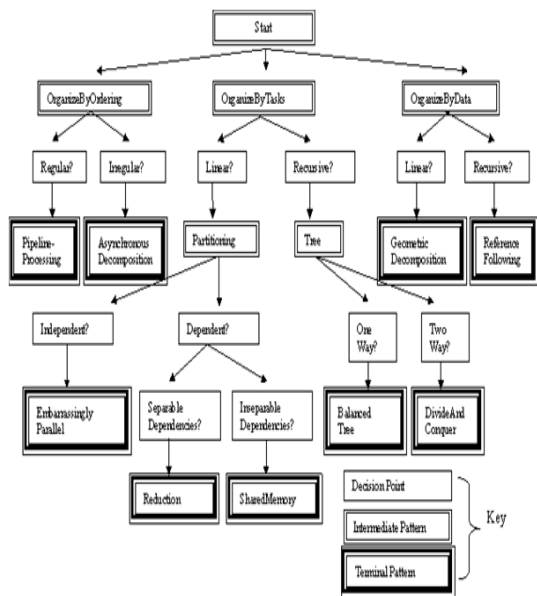 Start
OrganizeByOrdering
OrganizeByTasks
OrganizeByData
Regular?
Irregular?
Linear?
Recursive?
Linear?
Recursive?
Pipeline-
Processing
Asynchronous
Decomposition
Partitioning
Tree
Geometric
Decomposition
Reference
Following
Independent?
Dependent?
One
Way?
Two
Way?
Embarrassingly
Parallel
Separable
Dependencies?
Inseparable
Dependencies?
Balanced
Tree
DivideAnd
Conquer
Reduction
SharedMemory
Decision Point
Intermediate Pattern
Terminal Pattern
Key